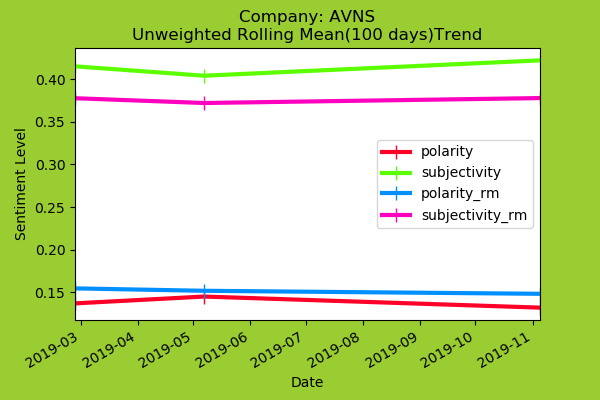 Company: AVNS
Unweighted Rolling Mean(100 days)Trend
Sentiment Level
0.40
0.35
0.30
0.25
0.20
0.15
polarity
subjectivity
polarity_rm
subjectivity_rm
2019-03
2019-04
2019-05
2019-06
2019-07
2019-08
2019-09
2019-10
2019-11
Date